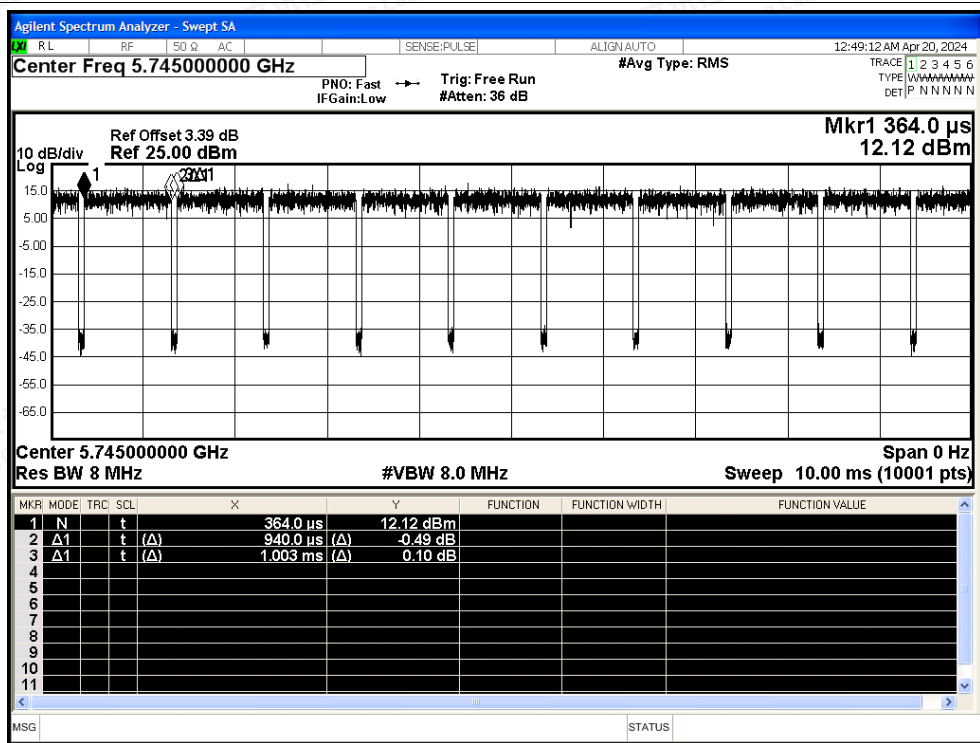 Agilent Spectrum Analyzer - Swept SA
LXI RL RF 50 Ω AC SENSE:PULSE ALIGN AUTO 12:49:12 AM Apr 20, 2024
Center Freq 5.745000000 GHz #Avg Type: RMS TRACE 1 2 3 4 5 6
PNO: Fast Trig: Free Run TYPE WWWWWW
IFGain:Low #Atten: 36 dB DET P N N N N N
Mkr1 364.0 µs
Ref Offset 3.39 dB
10 dB/div Ref 25.00 dBm 12.12 dBm
Log
1
15.0
5.00
-5.00
-15.0
-25.0
-35.0
-45.0
-55.0
-65.0
Center 5.745000000 GHz Span 0 Hz
Res BW 8 MHz #VBW 8.0 MHz Sweep 10.00 ms (10001 pts)
MKR MODE TRC SCL X Y FUNCTION FUNCTION WIDTH FUNCTION VALUE
1 N t 364.0 µs 12.12 dBm
2 Δ1 t (Δ) 940.0 µs (Δ) -0.49 dB
3 Δ1 t (Δ) 1.003 ms (Δ) 0.10 dB
4
5
6
7
8
9
10
11
MSG STATUS